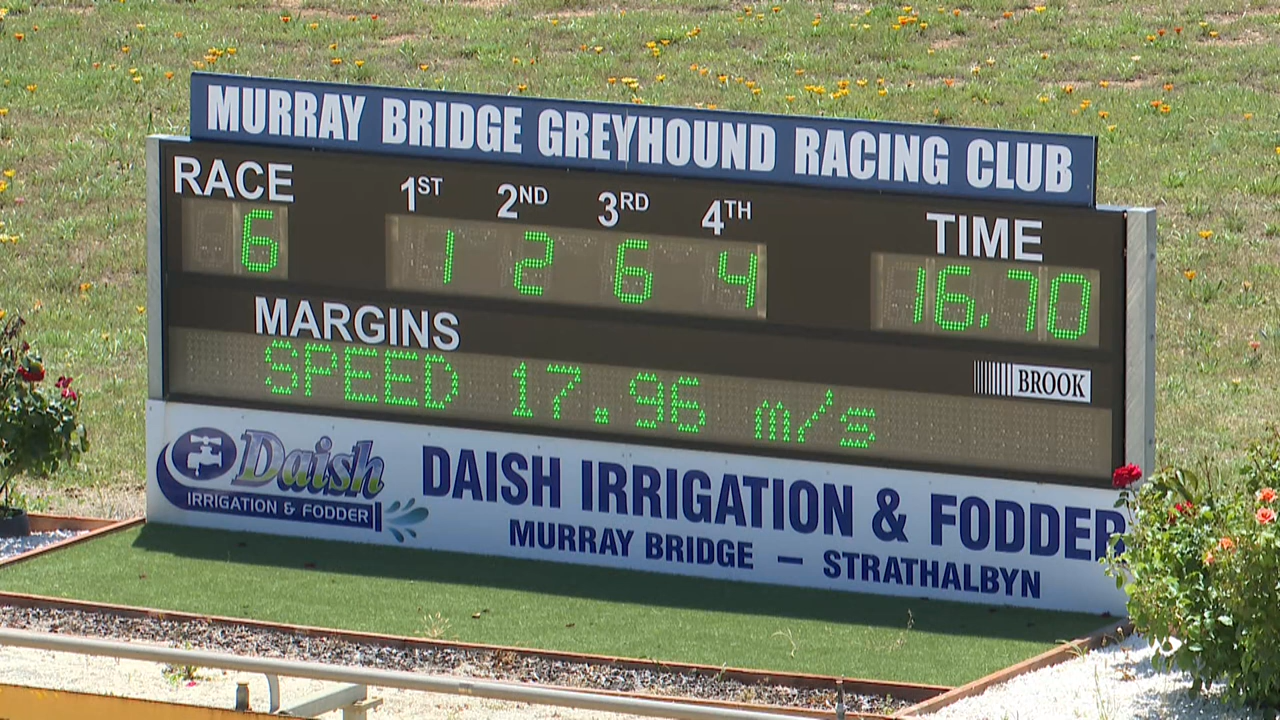 MURRAY BRIDGE GREYHOUND RACING CLUB
RACE 1ST 2ND 3RD 4TH TIME
6 1 2 6 4 16.70
MARGINS
BROOK
SPEED 17.96 m/s
Daish
IRRIGATION & FODDER
DAISH IRRIGATION & FODDER
MURRAY BRIDGE – STRATHALBYN